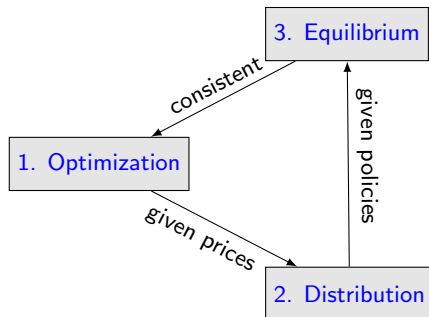 3. Equilibrium
consistent
given policies
1. Optimization
given prices
2. Distribution